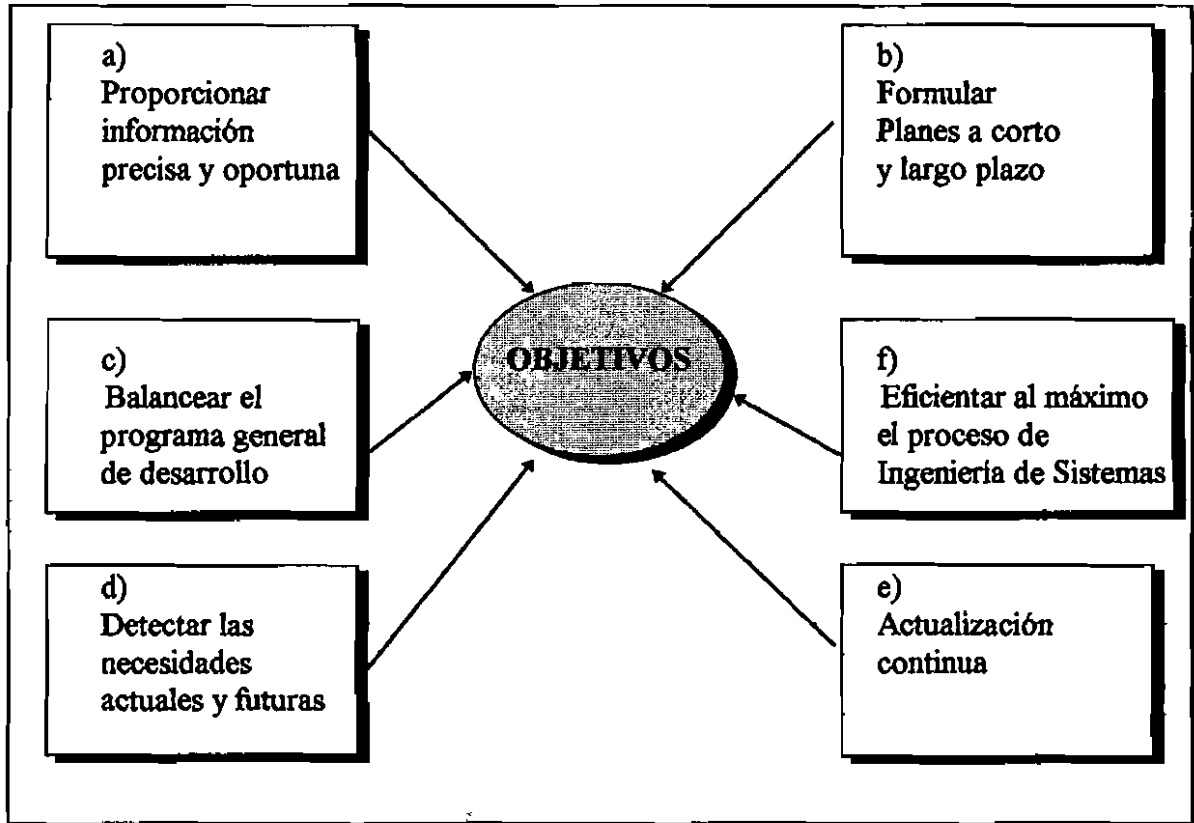 a)
Proporcionar
información
precisa y oportuna
b)
Formular
Planes a corto
y largo plazo
OBJETIVOS
c)
Balancear el
programa general
de desarrollo
f)
Eficientar al máximo
el proceso de
Ingeniería de Sistemas
d)
Detectar las
necesidades
actuales y futuras
e)
Actualización
continua